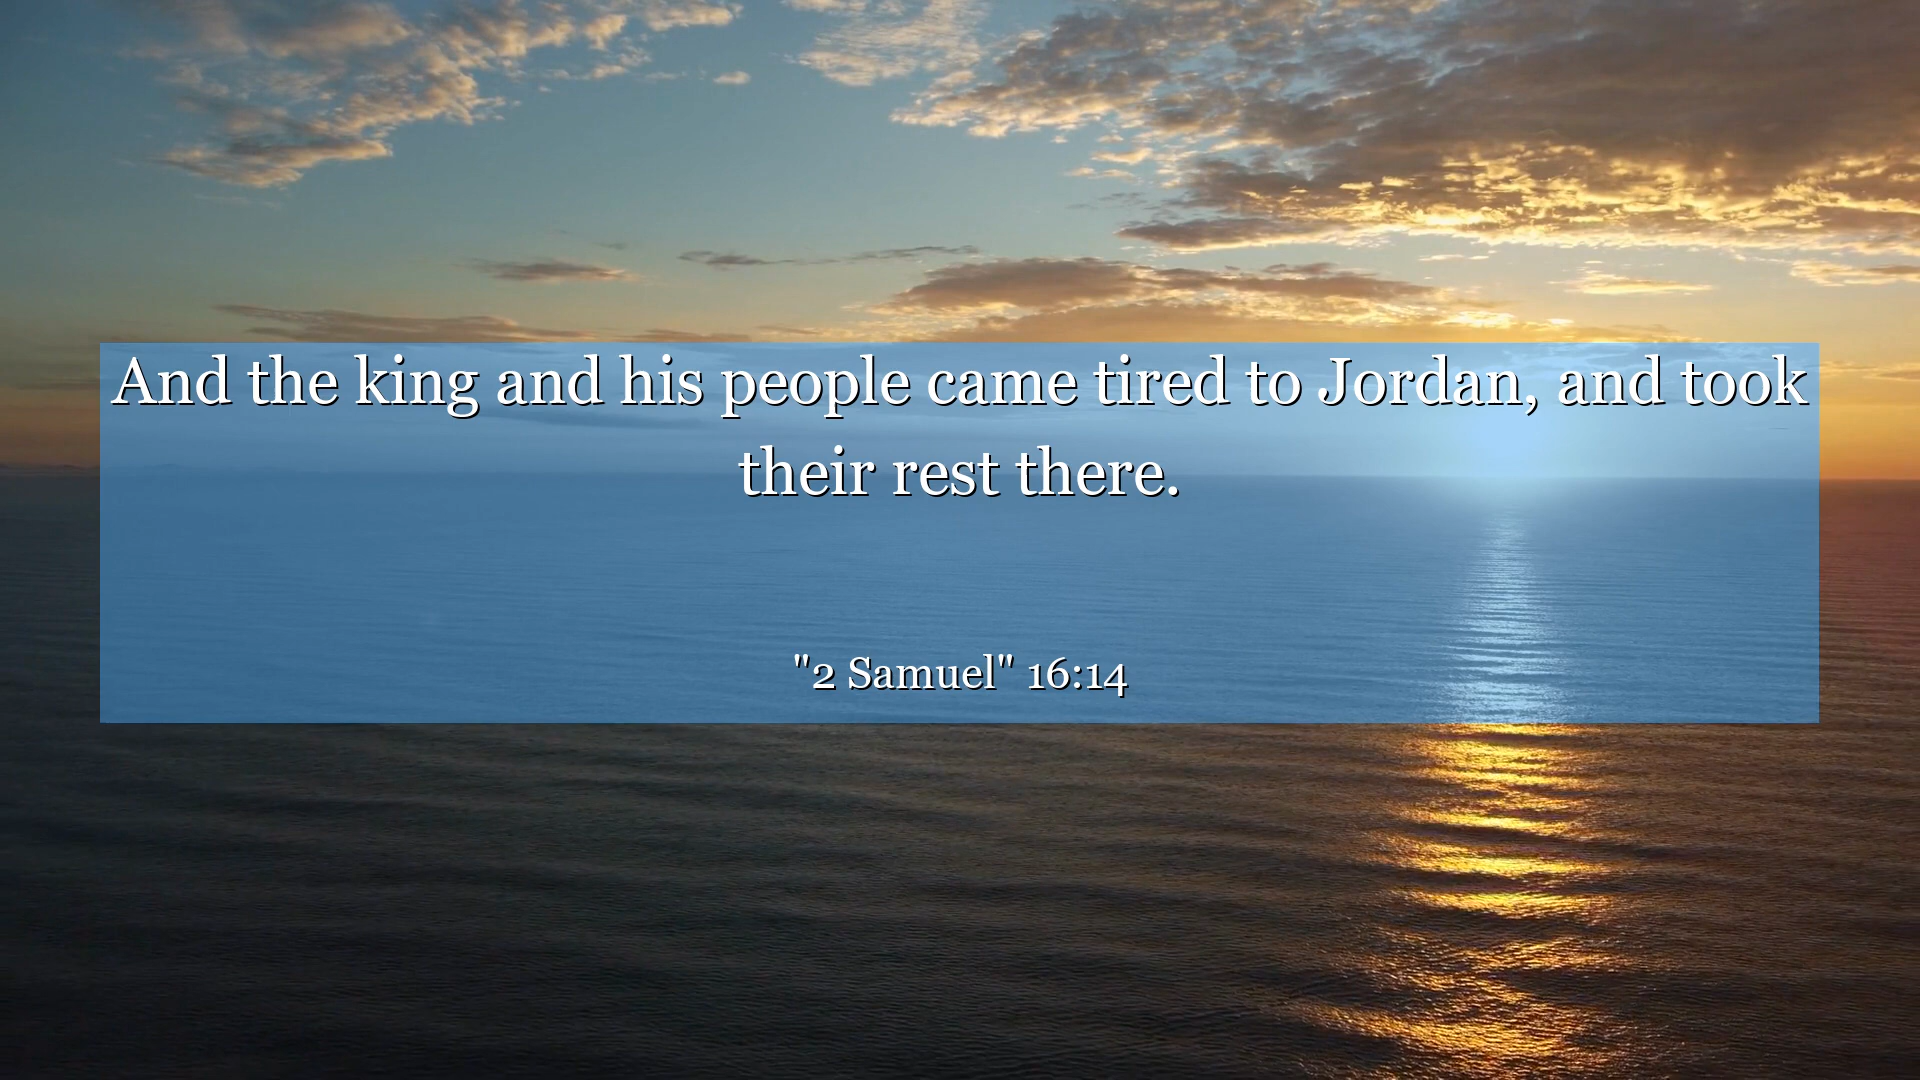 And the king and his people came tired to Jordan, and took
their rest there.
"2 Samuel" 16:14